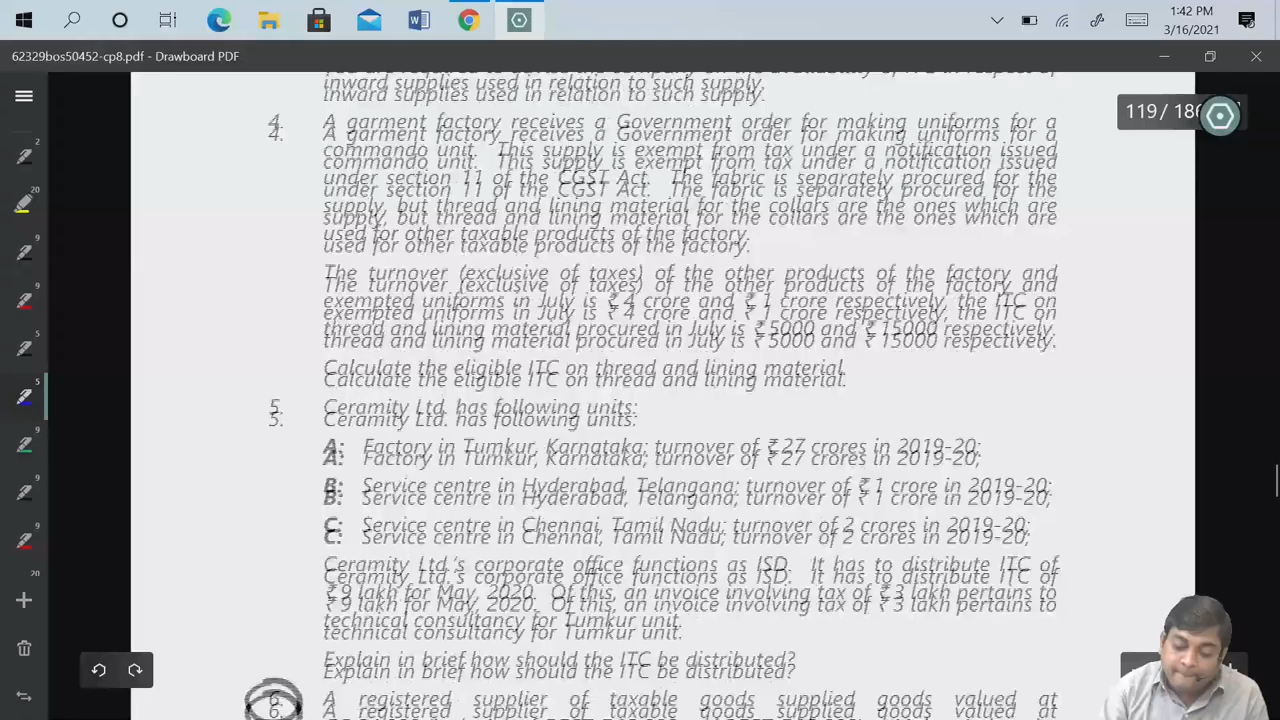 1:42 PM
3/16/2021
62329bos50452-cp8.pdf - Drawboard PDF
119 / 186
inward supplies used in relation to such supply.
4. A garment factory receives a Government order for making uniforms for a
commando unit. This supply is exempt from tax under a notification issued
under section 11 of the CGST Act. The fabric is separately procured for the
supply, but thread and lining material for the collars are the ones which are
used for other taxable products of the factory.
The turnover (exclusive of taxes) of the other products of the factory and
exempted uniforms in July is ₹ 4 crore and ₹ 1 crore respectively, the ITC on
thread and lining material procured in July is ₹ 5000 and ₹ 15000 respectively.
Calculate the eligible ITC on thread and lining material.
5. Ceramity Ltd. has following units:
A: Factory in Tumkur, Karnataka; turnover of ₹ 27 crores in 2019-20;
B: Service centre in Hyderabad, Telangana; turnover of ₹ 1 crore in 2019-20;
C: Service centre in Chennai, Tamil Nadu; turnover of 2 crores in 2019-20;
Ceramity Ltd.'s corporate office functions as ISD. It has to distribute ITC of
₹ 9 lakh for May, 2020. Of this, an invoice involving tax of ₹ 3 lakh pertains to
technical consultancy for Tumkur unit.
Explain in brief how should the ITC be distributed?
6. A registered supplier of taxable goods supplied goods valued at
2
20
9
9
5
5
9
9
9
20